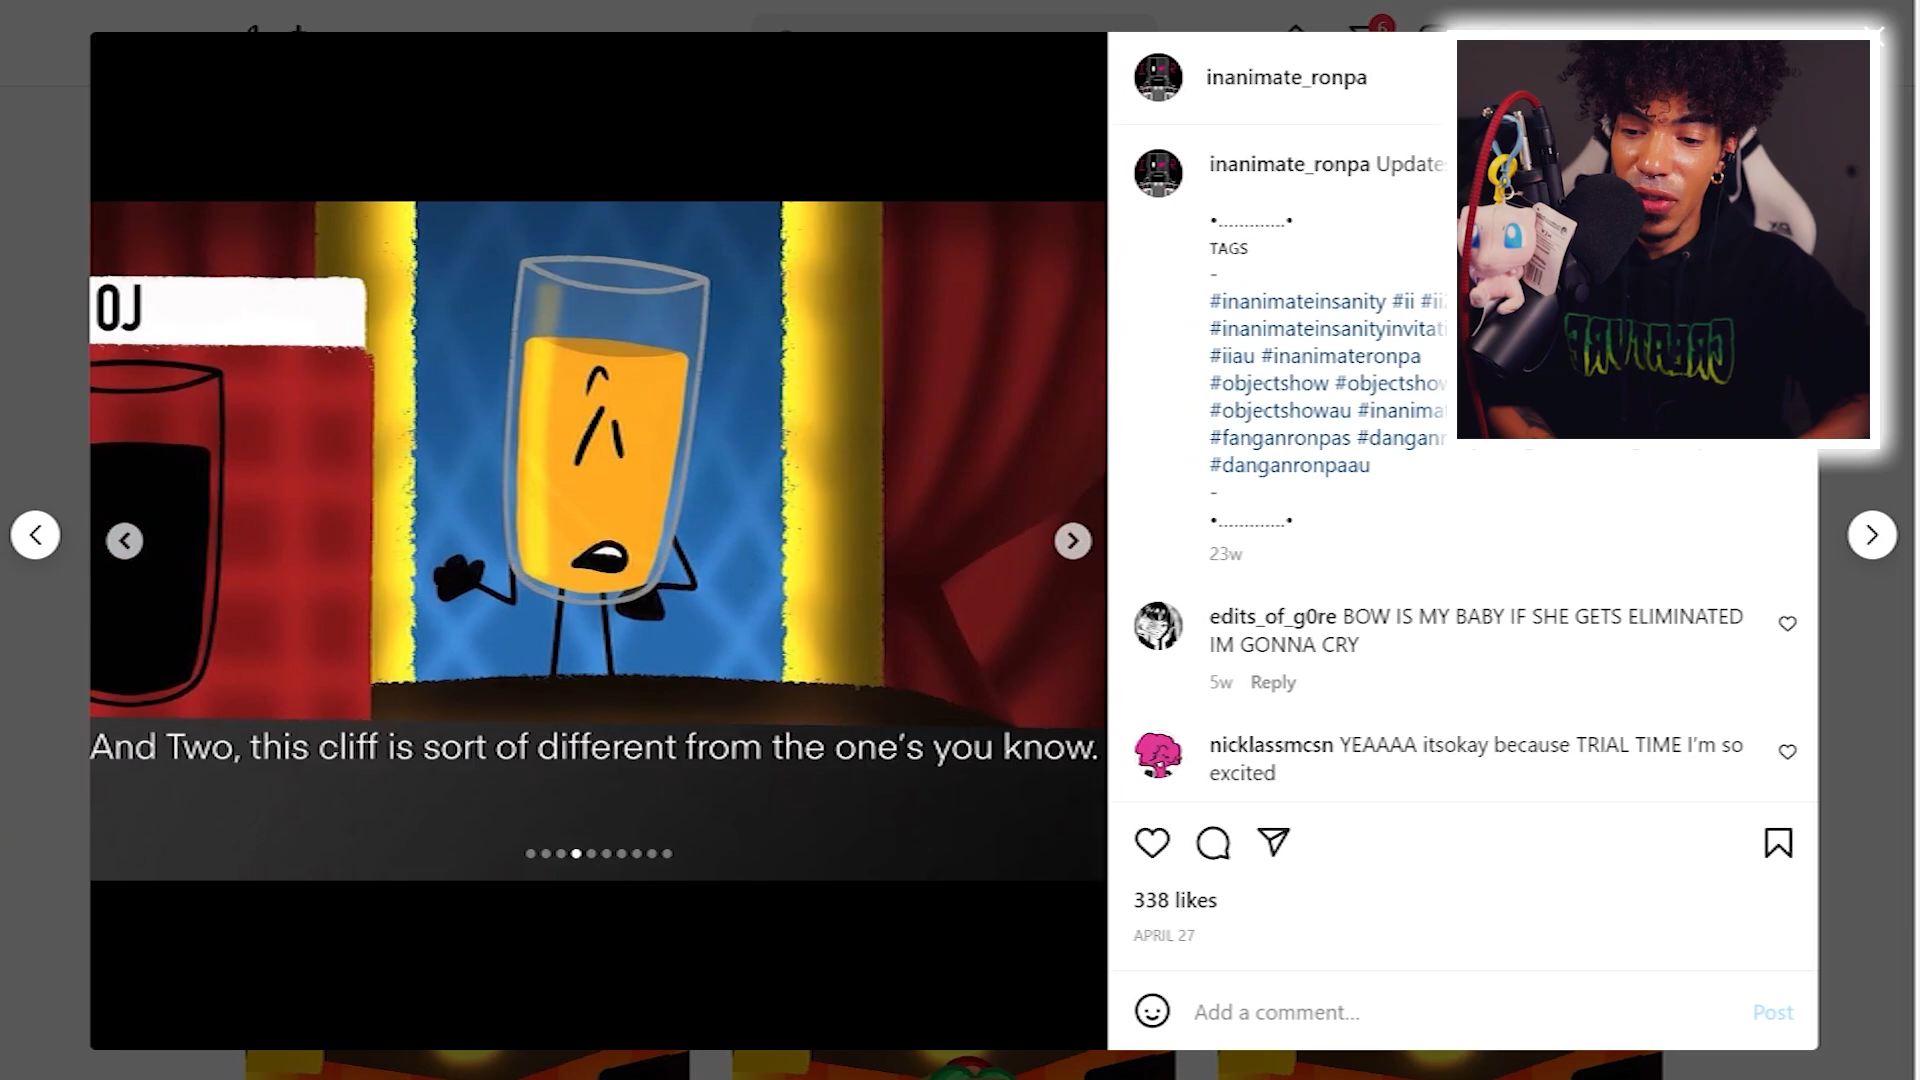 6
OJ
And Two, this cliff is sort of different from the one's you know.
inanimate_ronpa
inanimate_ronpa Update
•.............•
TAGS
-
#inanimateinsanity #ii #ii
#inanimateinsanityinvitati
#iiau #inanimateronpa
#objectshow #objectshow
#objectshowau #inanima
#fanganronpas #dangan
#danganronpaau
-
•.............•
23w
edits_of_g0re BOW IS MY BABY IF SHE GETS ELIMINATED
IM GONNA CRY
5w Reply
nicklassmcsn YEAAAA itsokay because TRIAL TIME I'm so
excited
338 likes
APRIL 27
Add a comment...
Post
CREATURE